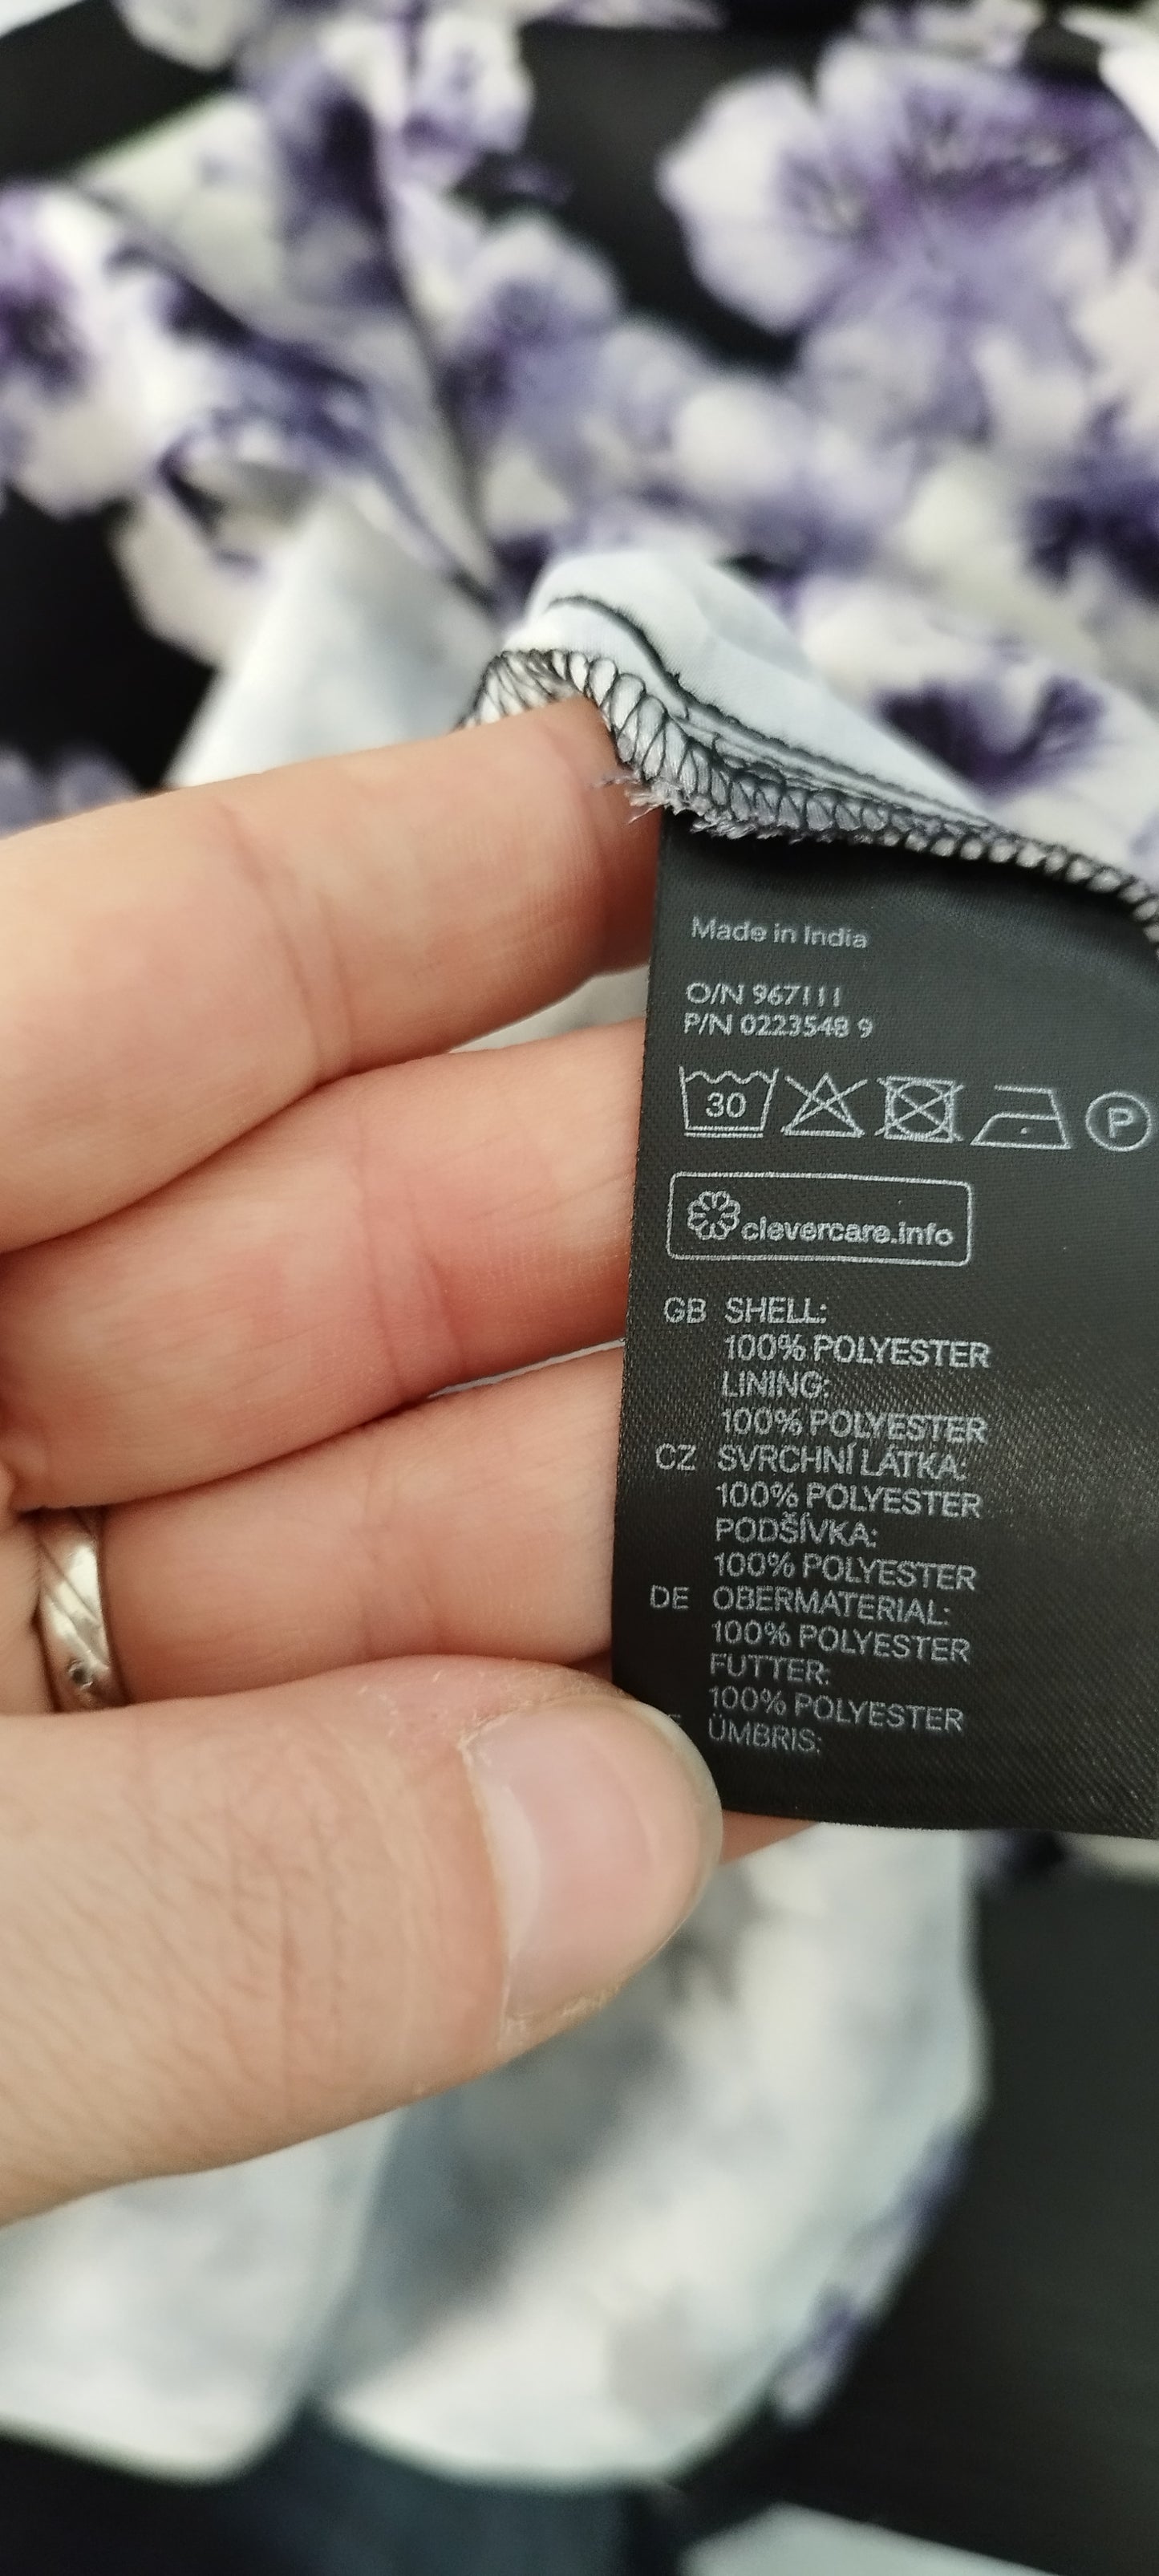 Made in India
O/N 967111
P/N 0223548 9
30 P
clevercare.info
GB SHELL:
100% POLYESTER
LINING:
100% POLYESTER
CZ SVRCHNÍ LÁTKA:
100% POLYESTER
PODŠÍVKA:
100% POLYESTER
DE OBERMATERIAL:
100% POLYESTER
FUTTER:
100% POLYESTER
ÜMBRIS: